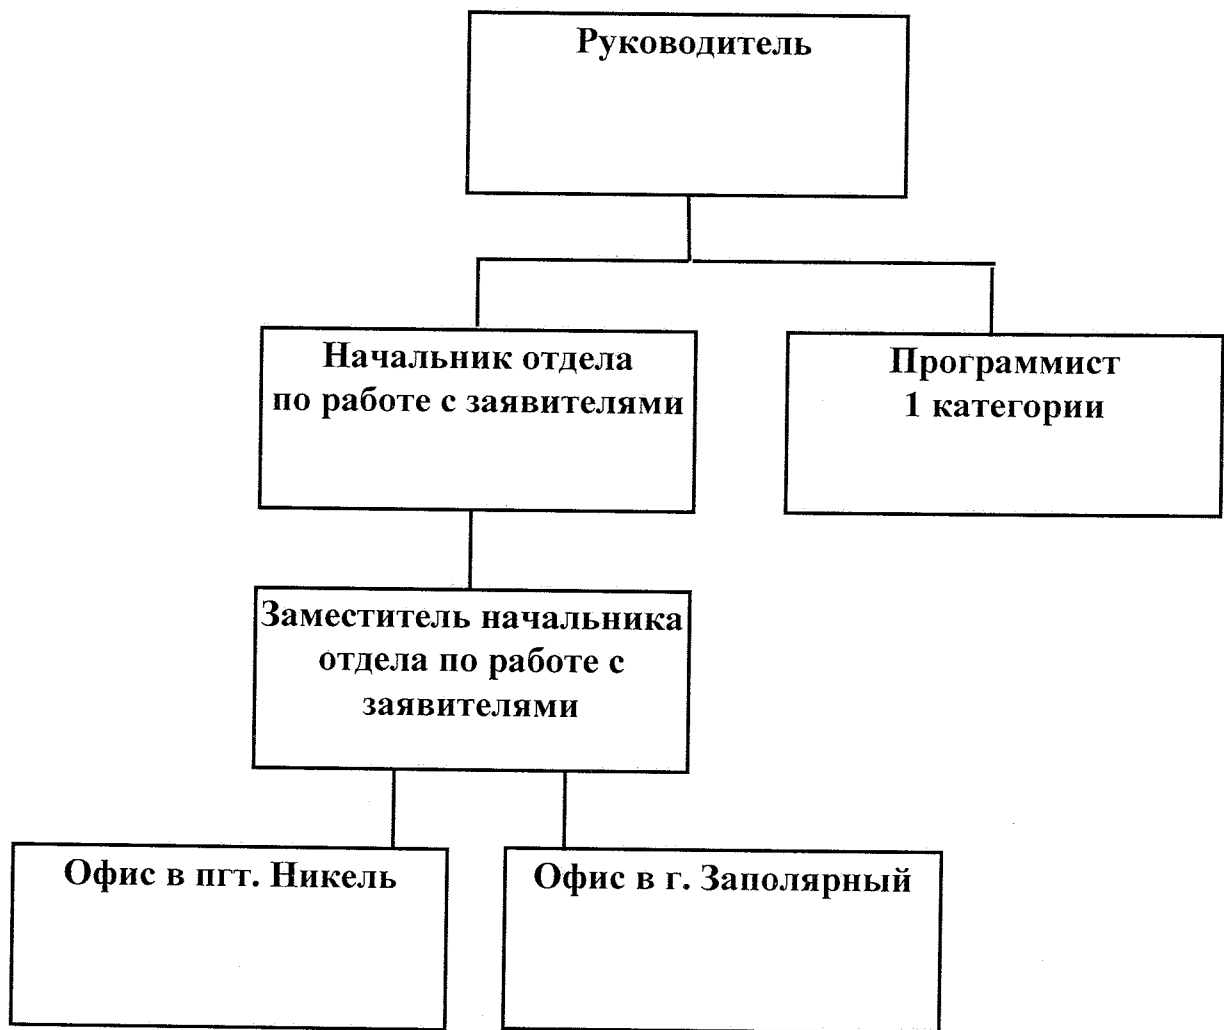 Руководитель
Начальник отдела
по работе с заявителями
Программист
1 категории
Заместитель начальника
отдела по работе с
заявителями
Офис в пгт. Никель
Офис в г. Заполярный